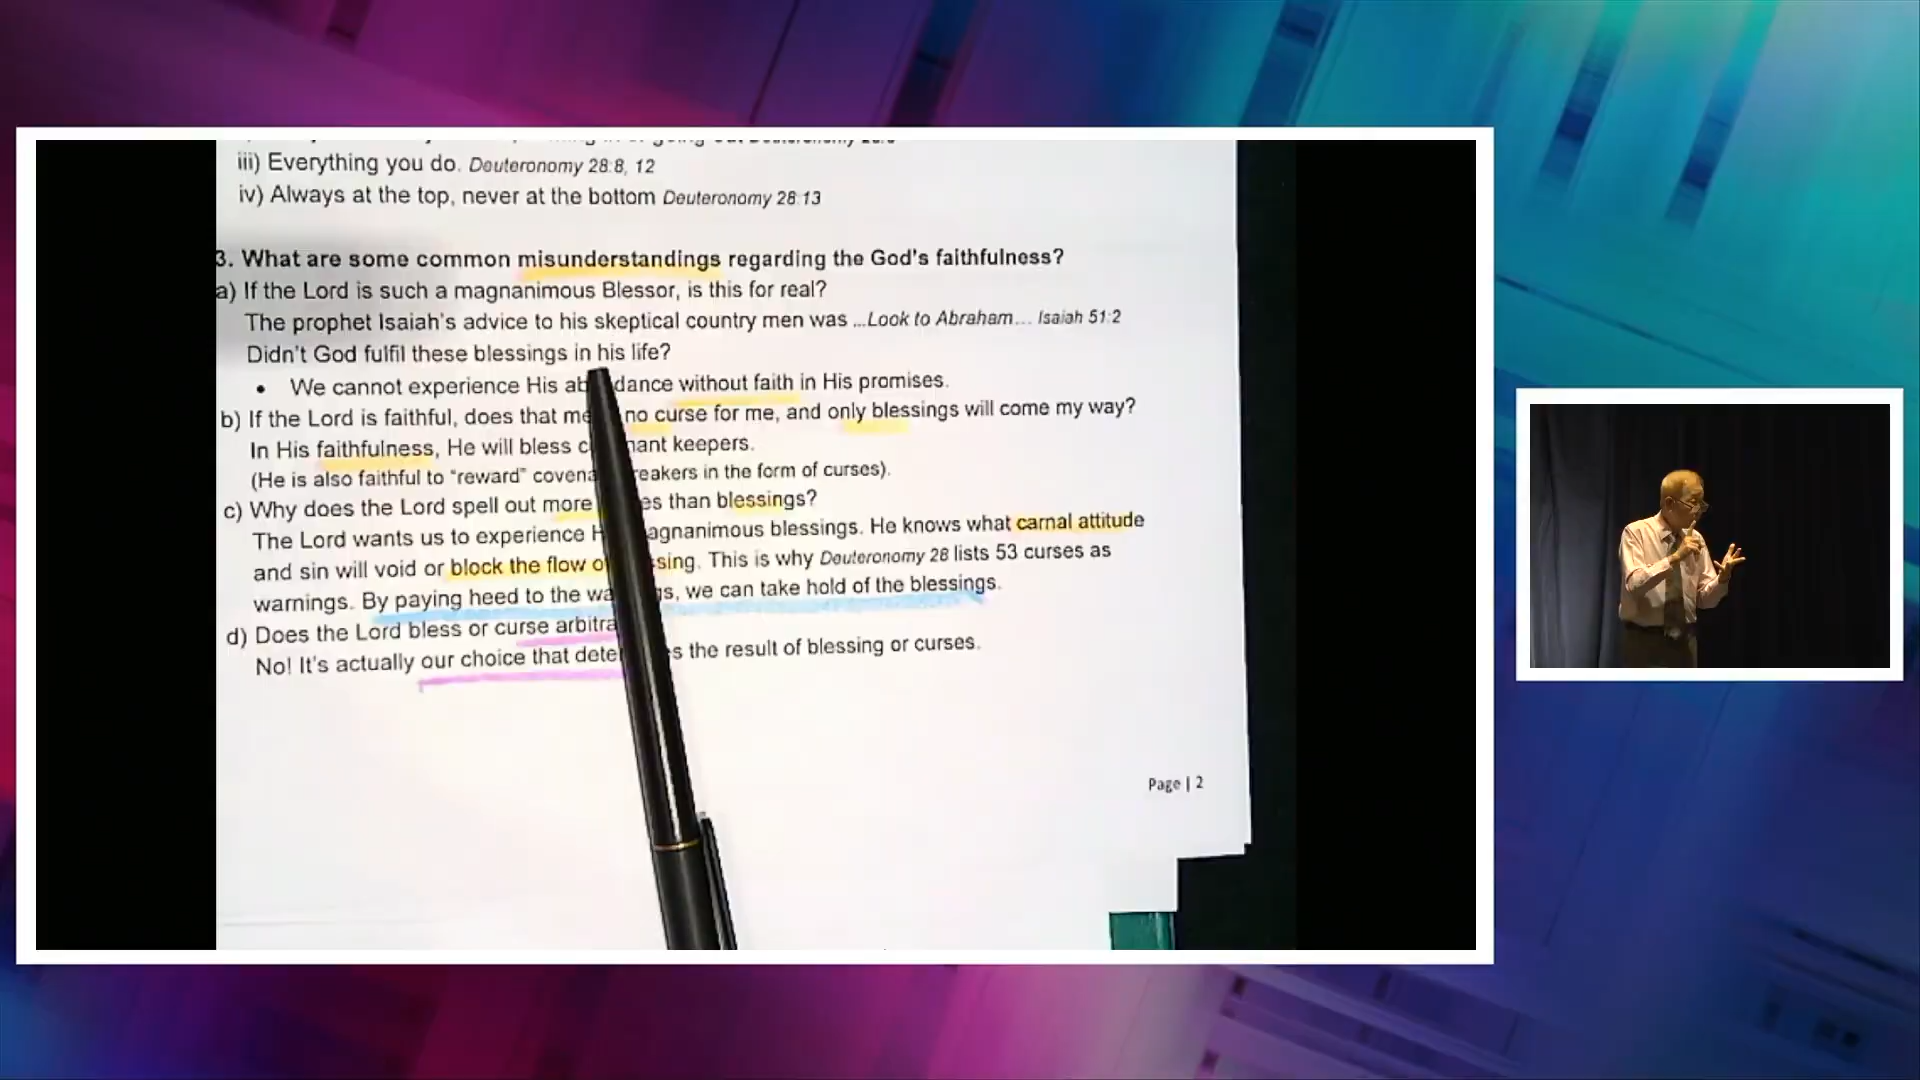 iii) Everything you do. Deuteronomy 28:8, 12
iv) Always at the top, never at the bottom Deuteronomy 28:13
3. What are some common misunderstandings regarding the God's faithfulness?
a) If the Lord is such a magnanimous Blessor, is this for real?
The prophet Isaiah's advice to his skeptical country men was ...Look to Abraham... Isaiah 51:2
Didn't God fulfil these blessings in his life?
• We cannot experience His ab dance without faith in His promises.
b) If the Lord is faithful, does that me no curse for me, and only blessings will come my way?
In His faithfulness, He will bless c nant keepers.
(He is also faithful to "reward" covena reakers in the form of curses).
c) Why does the Lord spell out more es than blessings?
The Lord wants us to experience H agnanimous blessings. He knows what carnal attitude
and sin will void or block the flow o sing. This is why Deuteronomy 28 lists 53 curses as
warnings. By paying heed to the wa gs, we can take hold of the blessings.
d) Does the Lord bless or curse arbitra
No! It's actually our choice that dete s the result of blessing or curses.
Page | 2